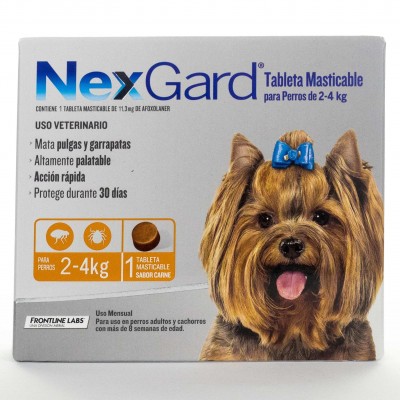 NexGard®
Tableta Masticable
para Perros de 2-4 kg
CONTIENE 1 TABLETA MASTICABLE DE 11.3mg DE AFOXOLANER
USO VETERINARIO
• Mata pulgas y garrapatas
• Altamente palatable
• Acción rápida
• Protege durante 30 días
PARA
PERROS
2-4kg
1 TABLETA
MASTICABLE
SABOR CARNE
FRONTLINE LABS
Uso Mensual
Para uso en perros adultos y cachorros
con más de 8 semanas de edad.